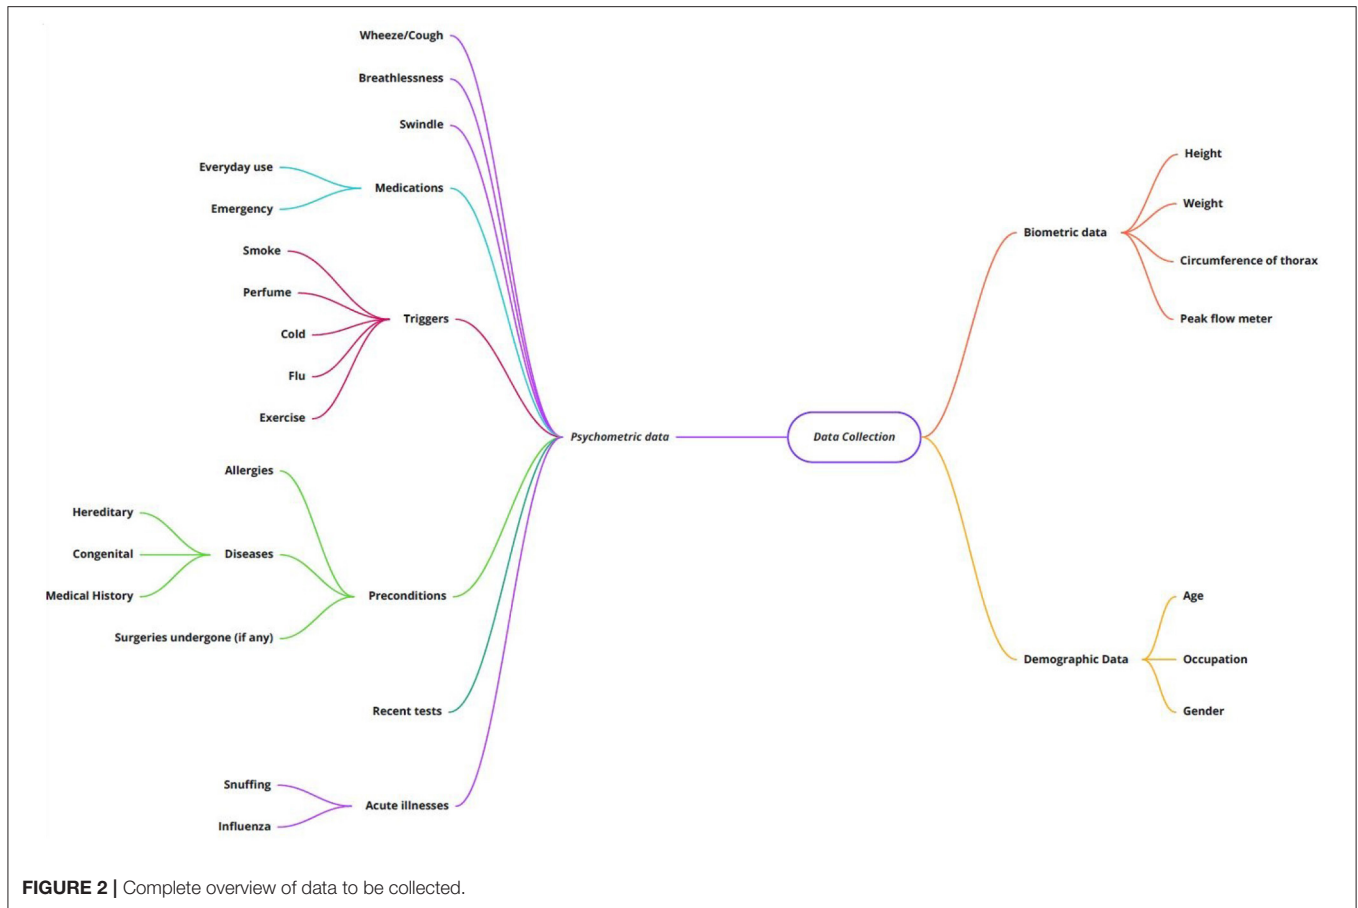 Wheeze/Cough
Breathlessness
Swindle
Everyday use
Medications
Emergency
Smoke
Perfume
Triggers
Cold
Flu
Exercise
Psychometric data
Allergies
Hereditary
Congenital
Diseases
Medical History
Preconditions
Surgeries undergone (if any)
Recent tests
Snuffing
Acute illnesses
Influenza
Data Collection
Height
Weight
Biometric data
Circumference of thorax
Peak flow meter
Age
Demographic Data
Occupation
Gender
FIGURE 2 | Complete overview of data to be collected.